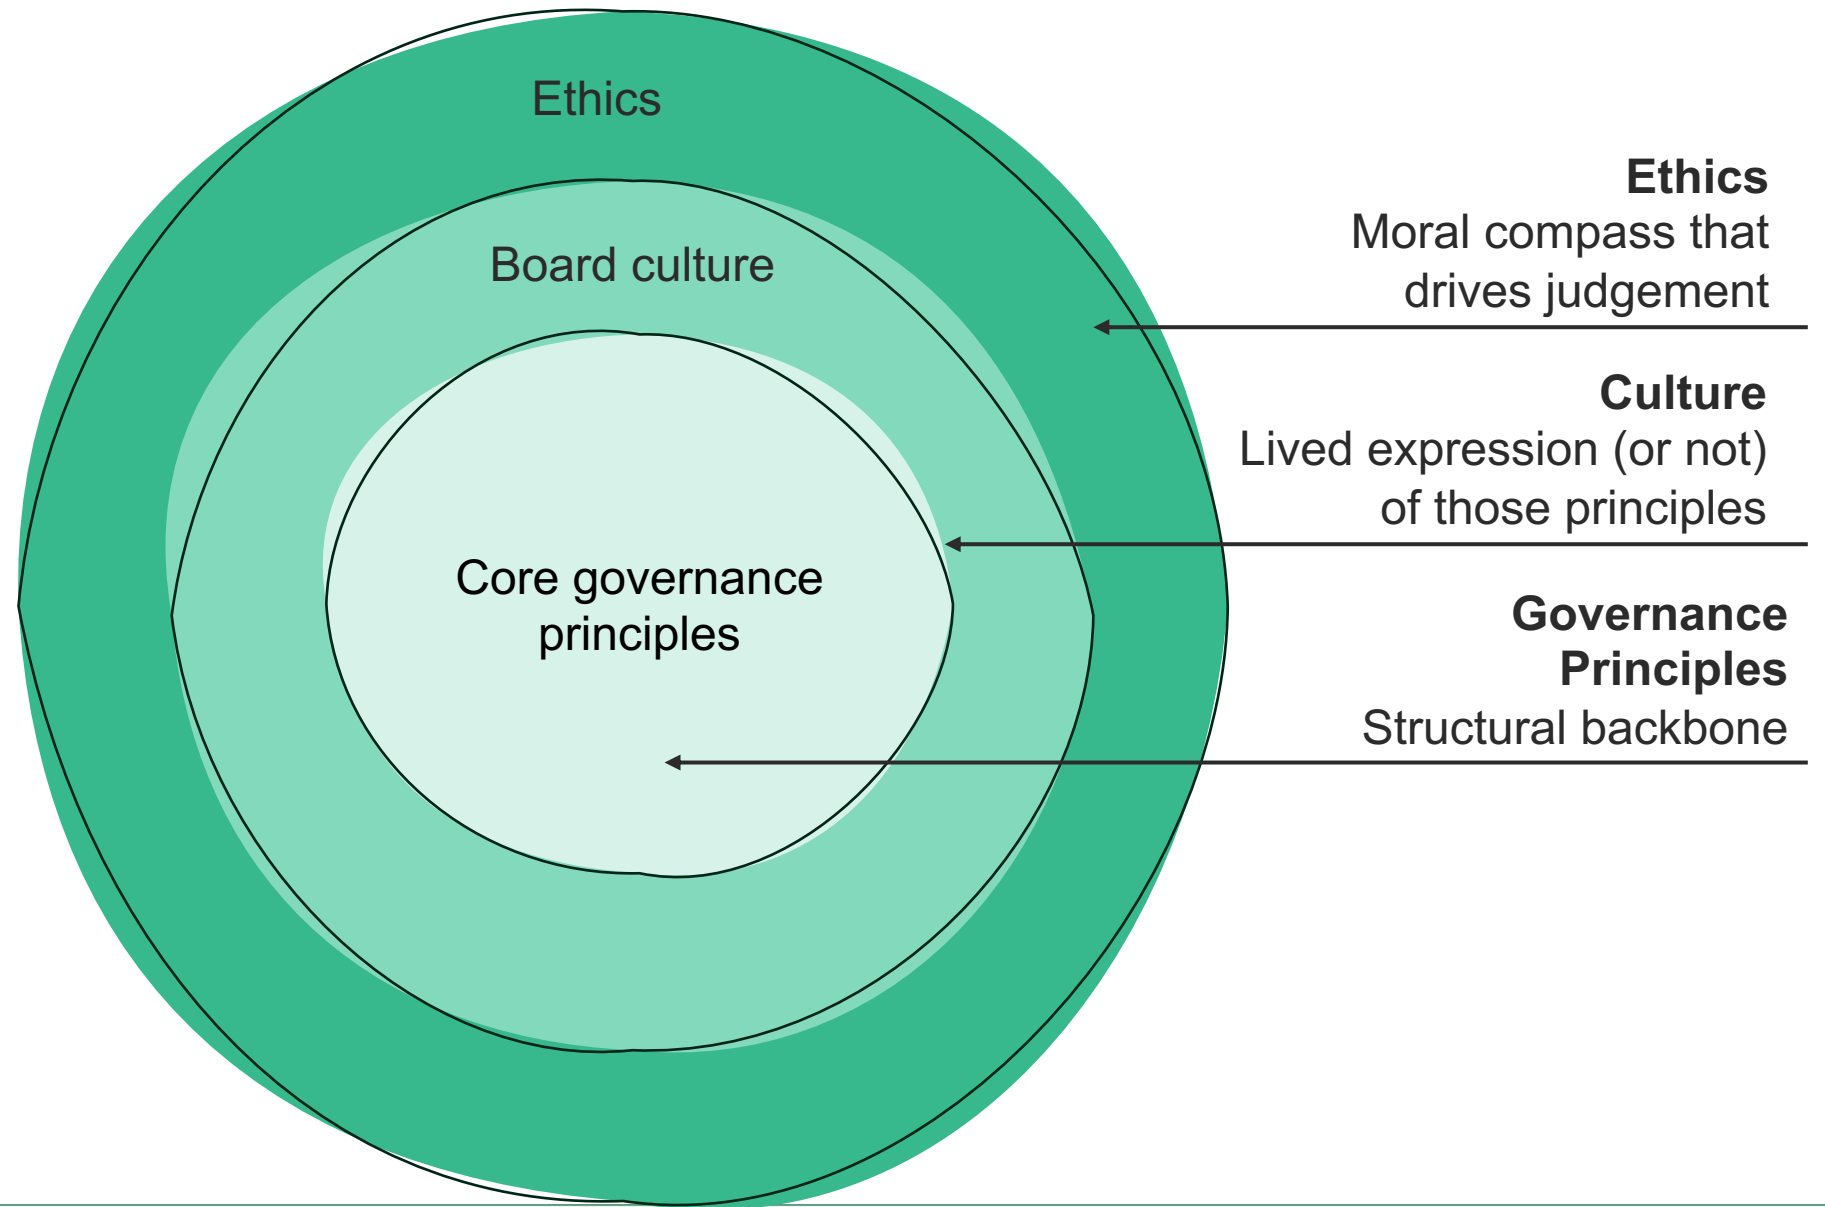 Ethics
Board culture
Core governance
principles
Ethics
Moral compass that
drives judgement
Culture
Lived expression (or not)
of those principles
Governance
Principles
Structural backbone